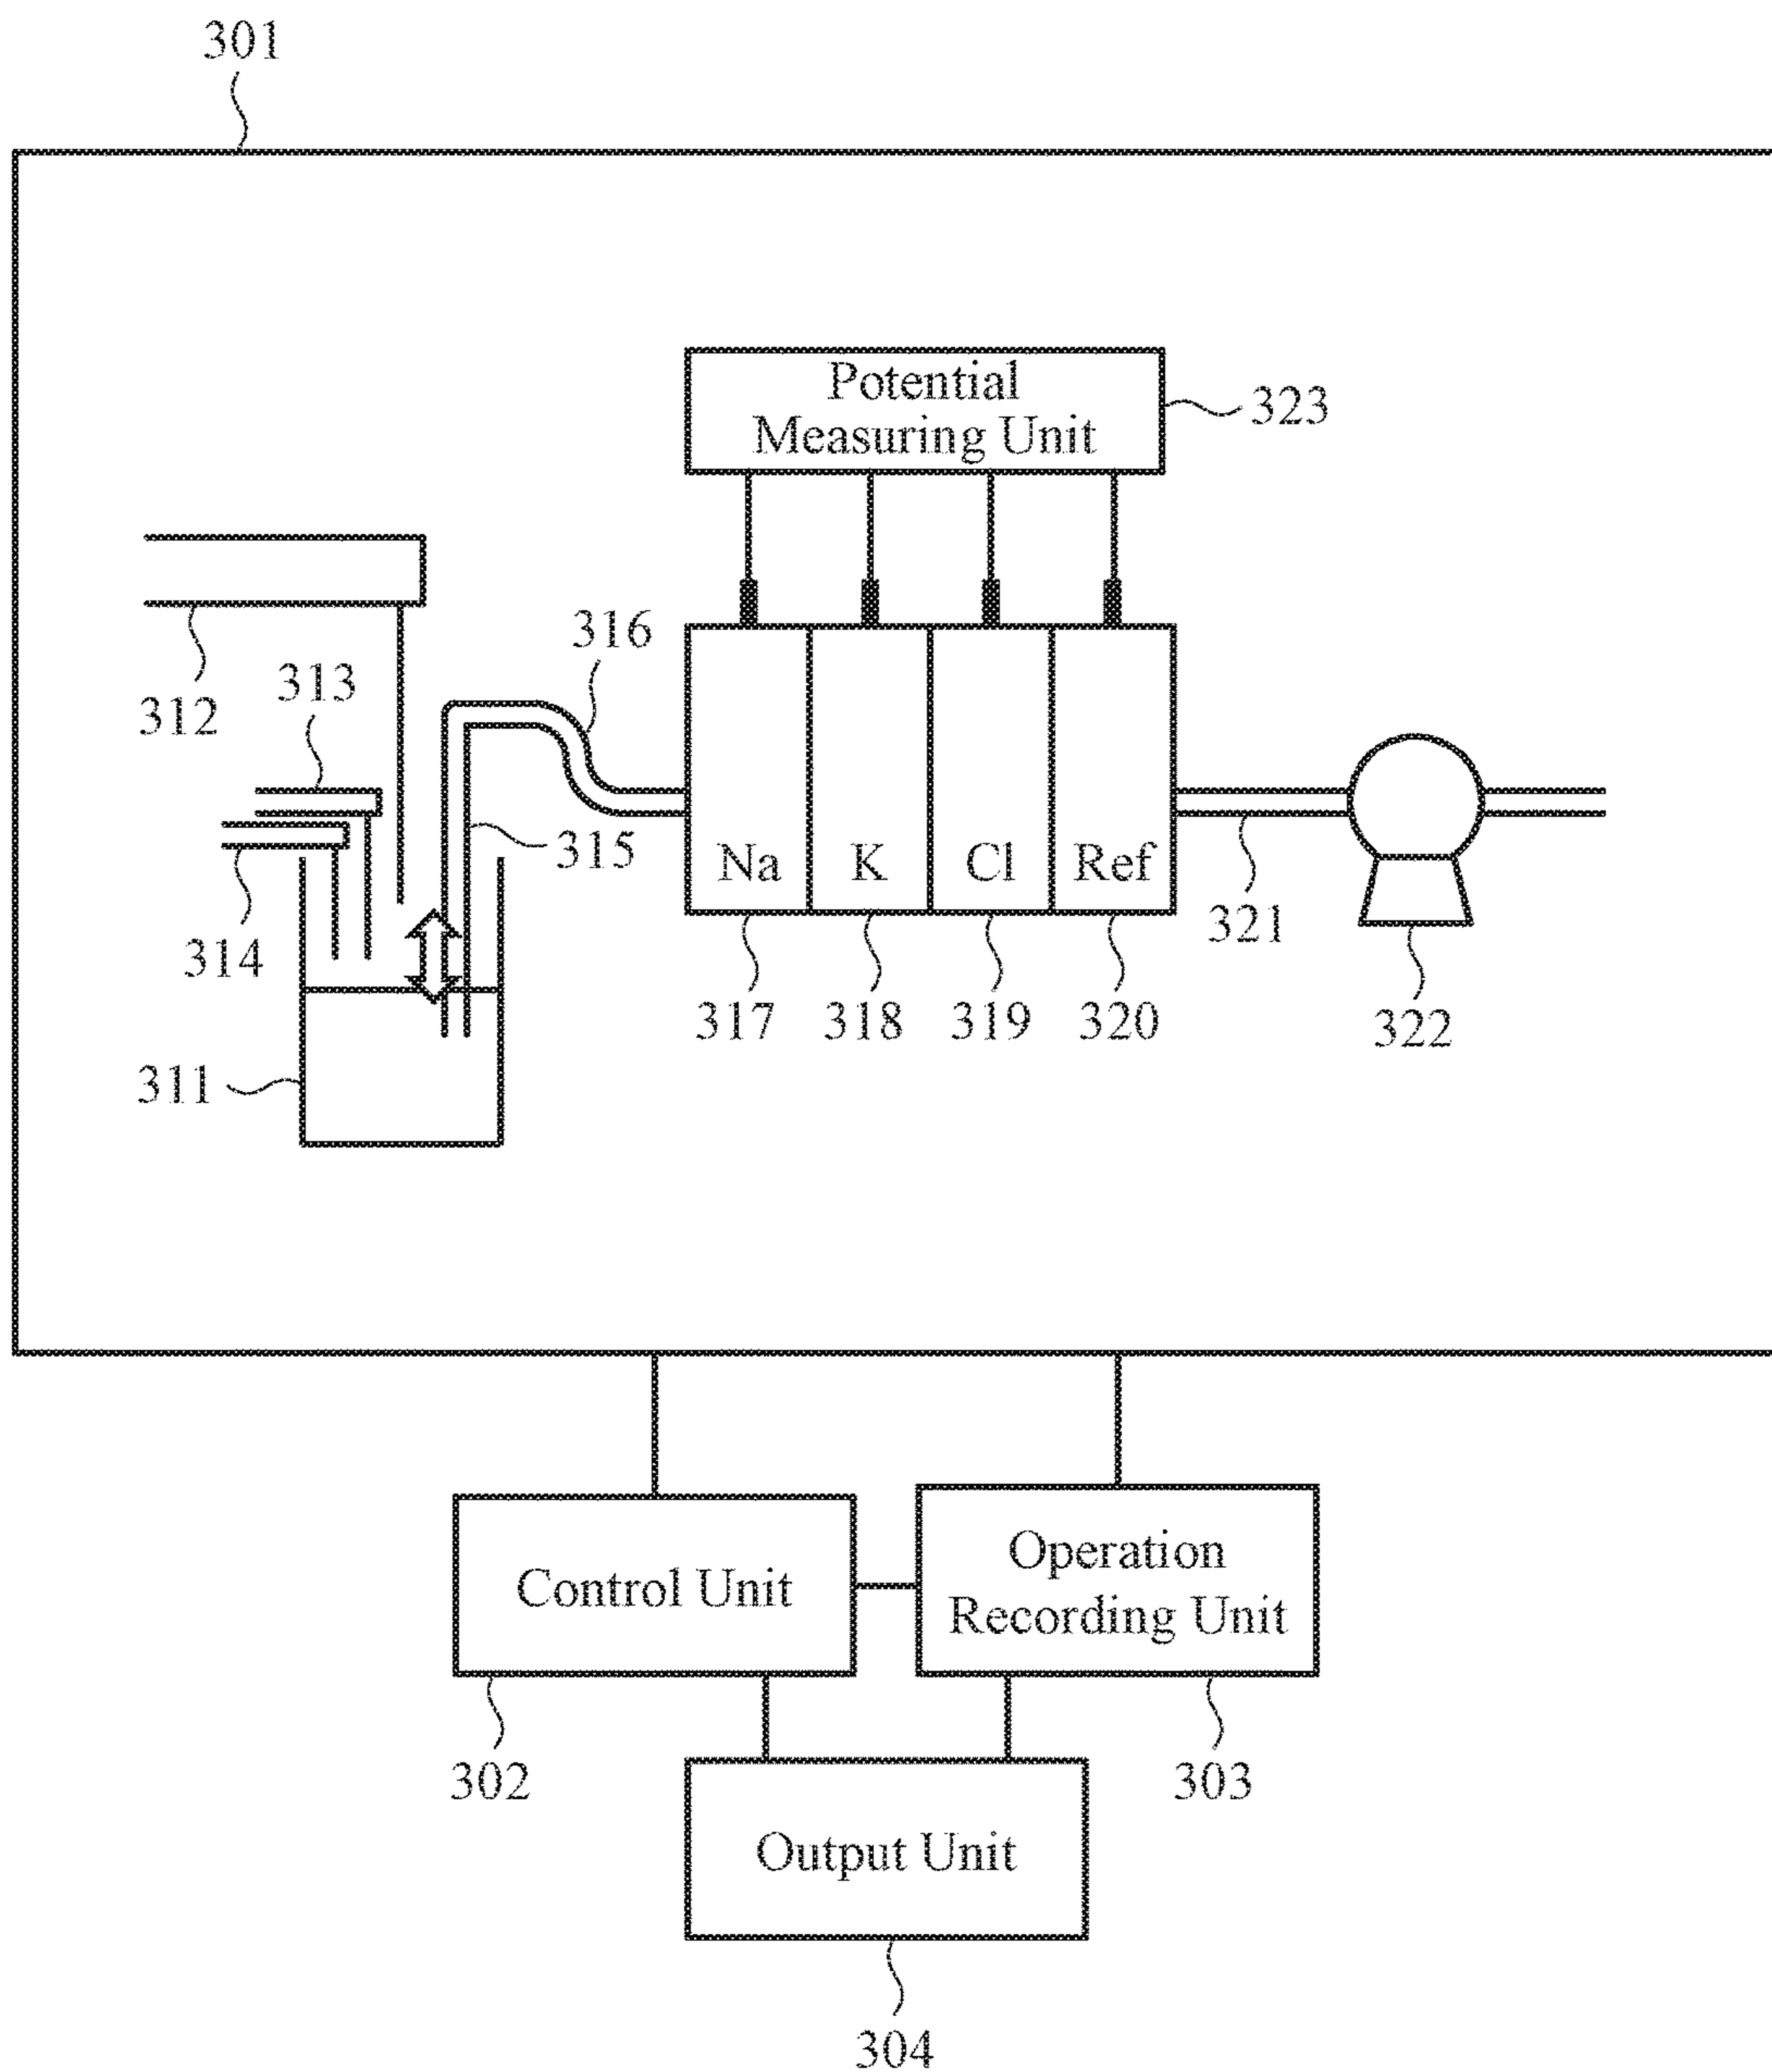 301
Potential
Measuring Unit
323
316
313
312
315
Na
K
Cl
Ref
321
314
317
318
319
320
322
311
Control Unit
Operation
Recording Unit
302
303
Output Unit
304